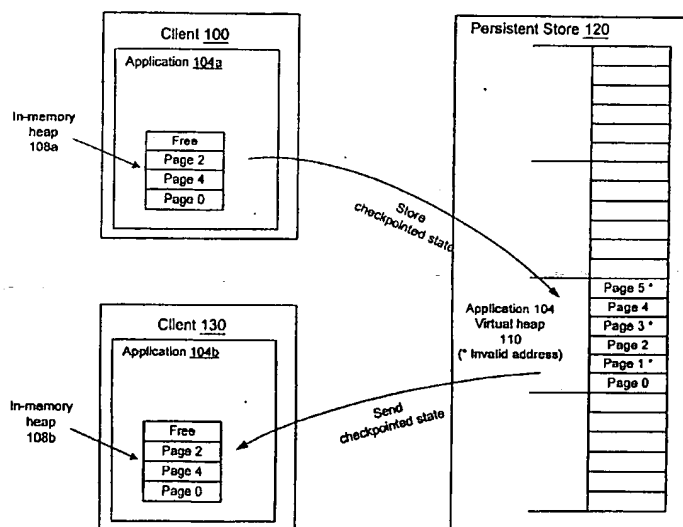 Client 100
Application 104a
In-memory
heap
108a
Free
Page 2
Page 4
Page 0
Store
checkpointed state
Persistent Store 120
Page 5 *
Page 4
Page 3 *
Page 2
Page 1 *
Page 0
Application 104
Virtual heap
110
(* Invalid address)
Client 130
Application 104b
In-memory
heap
108b
Free
Page 2
Page 4
Page 0
Send
checkpointed state